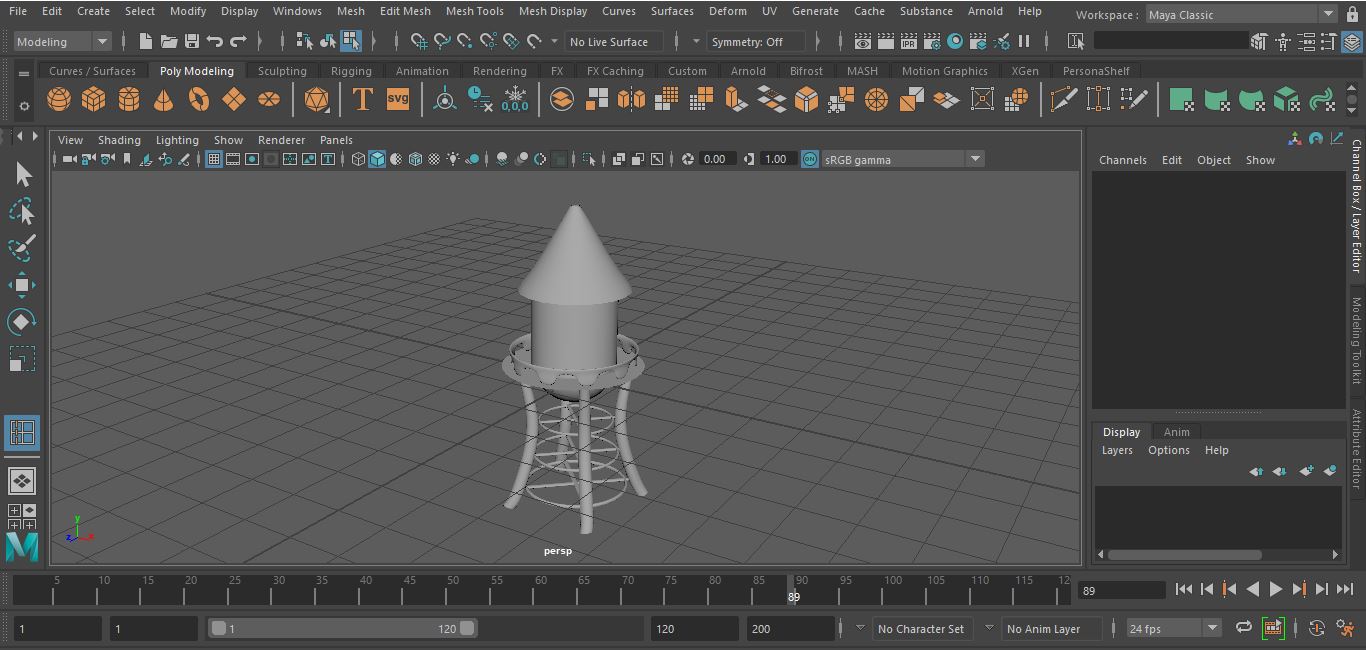 File Edit Create Select Modify Display Windows Mesh Edit Mesh Mesh Tools Mesh Display Curves Surfaces Deform UV Generate Cache Substance Arnold Help Workspace : Maya Classic
Modeling No Live Surface Symmetry: Off
Curves / Surfaces Poly Modeling Sculpting Rigging Animation Rendering FX FX Caching Custom Arnold Bifrost MASH Motion Graphics XGen PersonaShelf
T svg 0,0,0
View Shading Lighting Show Renderer Panels
0.00 1.00 ON sRGB gamma
Channels Edit Object Show
Channel Box / Layer Editor
Modeling Toolkit
Attribute Editor
Display Anim
Layers Options Help
y
z x
persp
M
5 10 15 20 25 30 35 40 45 50 55 60 65 70 75 80 85 90 95 100 105 110 115 12
89 89
1 1 1 120 120 200 No Character Set No Anim Layer 24 fps